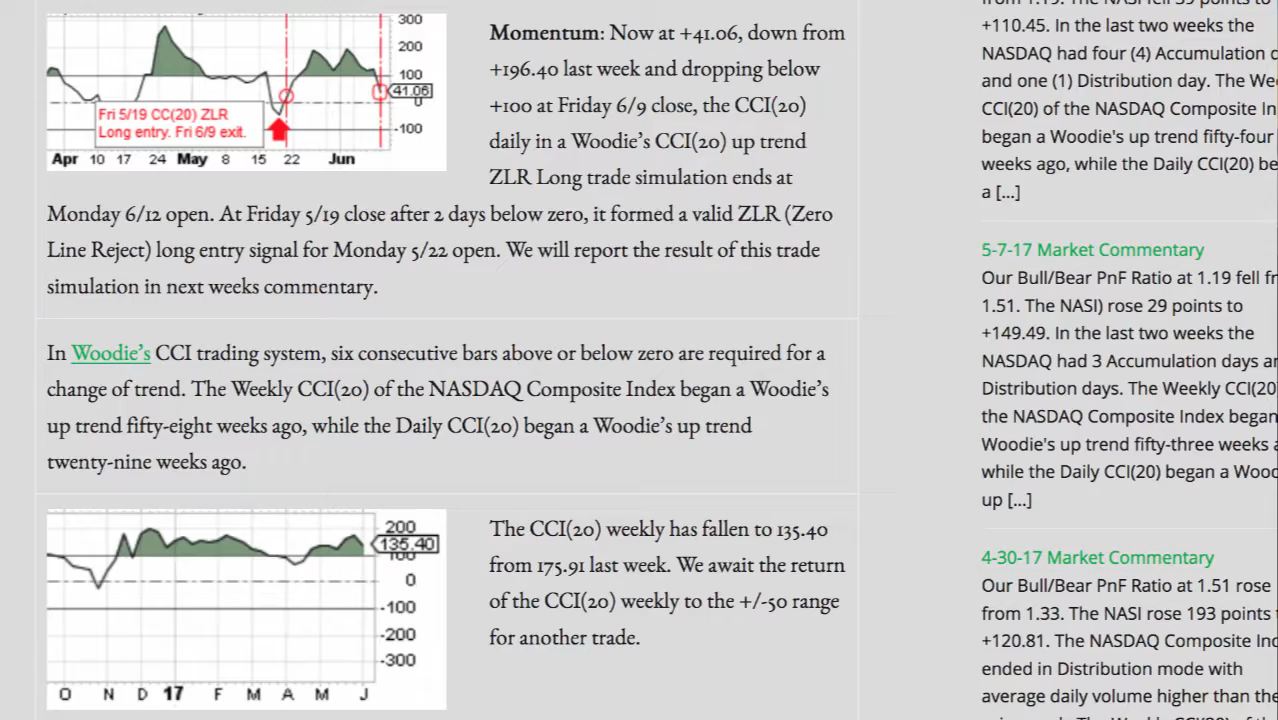 300
200
100
41.06
0
-100
Fri 5/19 CC(20) ZLR
Long entry. Fri 6/9 exit.
Apr 10 17 24 May 8 15 22 Jun
Momentum: Now at +41.06, down from
+196.40 last week and dropping below
+100 at Friday 6/9 close, the CCI(20)
daily in a Woodie's CCI(20) up trend
ZLR Long trade simulation ends at
Monday 6/12 open. At Friday 5/19 close after 2 days below zero, it formed a valid ZLR (Zero
Line Reject) long entry signal for Monday 5/22 open. We will report the result of this trade
simulation in next weeks commentary.
In Woodie's CCI trading system, six consecutive bars above or below zero are required for a
change of trend. The Weekly CCI(20) of the NASDAQ Composite Index began a Woodie's
up trend fifty-eight weeks ago, while the Daily CCI(20) began a Woodie's up trend
twenty-nine weeks ago.
200
135.40
100
0
-100
-200
-300
O N D 17 F M A M J
The CCI(20) weekly has fallen to 135.40
from 175.91 last week. We await the return
of the CCI(20) weekly to the +/-50 range
for another trade.
from 1.19. The NASI fell 39 points to
+110.45. In the last two weeks the
NASDAQ had four (4) Accumulation
and one (1) Distribution day. The
CCI(20) of the NASDAQ Composite
began a Woodie's up trend fifty-four
weeks ago, while the Daily CCI(20)
a [...]
5-7-17 Market Commentary
Our Bull/Bear PnF Ratio at 1.19 fell
1.51. The NASI) rose 29 points to
+149.49. In the last two weeks the
NASDAQ had 3 Accumulation days
Distribution days. The Weekly CCI(20)
the NASDAQ Composite Index began
Woodie's up trend fifty-three weeks
while the Daily CCI(20) began a
up [...]
4-30-17 Market Commentary
Our Bull/Bear PnF Ratio at 1.51 rose
from 1.33. The NASI rose 193 points
+120.81. The NASDAQ Composite
ended in Distribution mode with
average daily volume higher than the